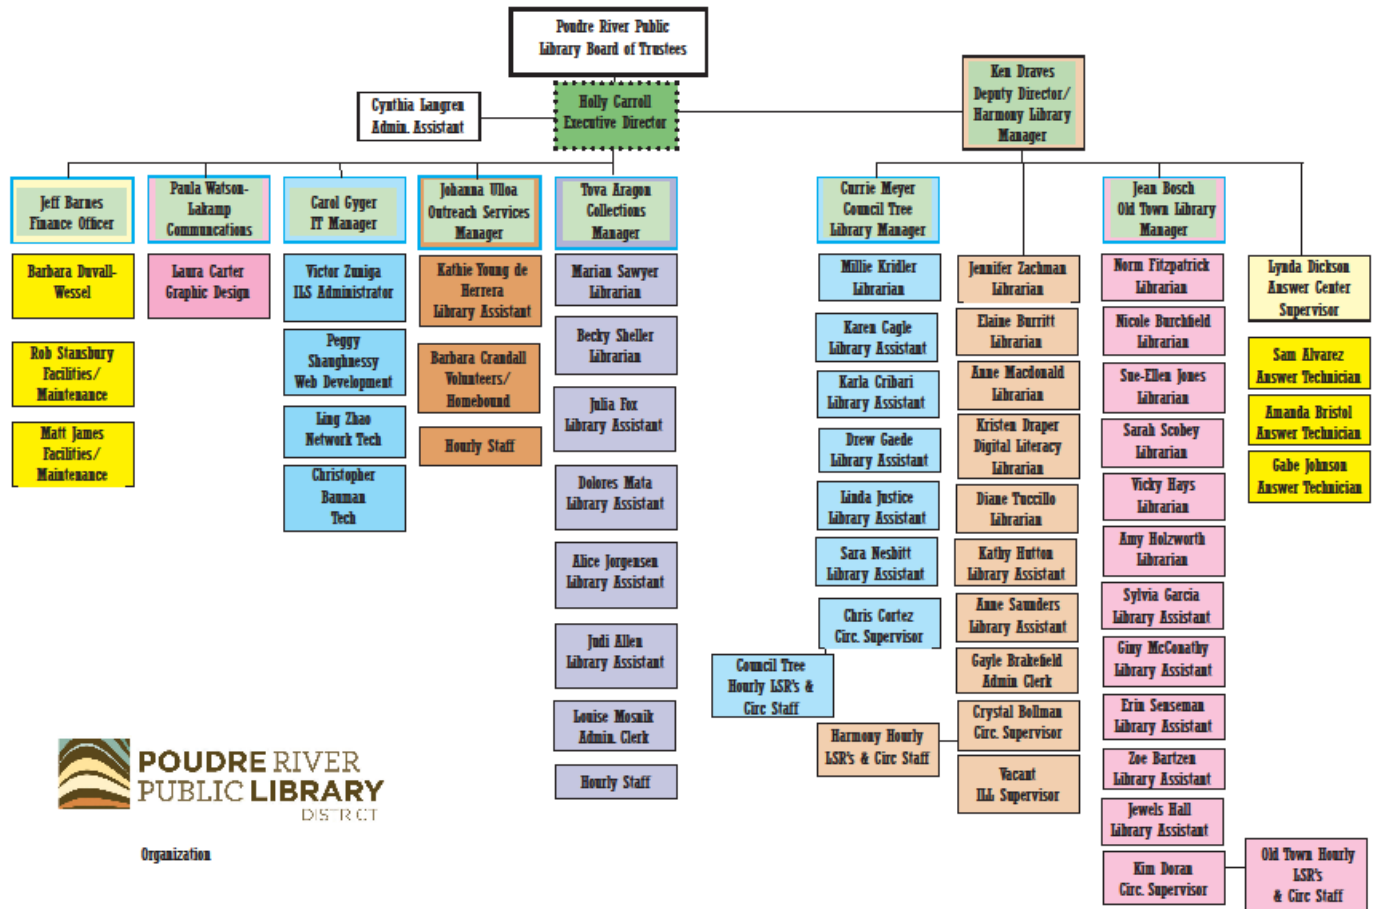 Poudre River Public
Library Board of Trustees
Cynthia Langren
Admin. Assistant
Holly Carroll
Executive Director
Ken Draves
Deputy Director/
Harmony Library
Manager
Jeff Barnes
Finance Officer
Barbara Duvall-
Wessel
Rob Stansbury
Facilities/
Maintenance
Matt James
Facilities/
Maintenance
Paula Watson-
Lakamp
Communcations
Laura Carter
Graphic Design
Carol Gyger
IT Manager
Victor Zuniga
ILS Administrator
Peggy
Shaughnessy
Web Development
Ling Zhao
Network Tech
Christopher
Bauman
Tech
Johanna Ulloa
Outreach Services
Manager
Kathie Young de
Herrera
Library Assistant
Barbara Crandall
Volunteers/
Homebound
Hourly Staff
Tova Aragon
Collections
Manager
Marian Sawyer
Librarian
Becky Sheller
Librarian
Julia Fox
Library Assistant
Dolores Mata
Library Assistant
Alice Jorgensen
Library Assistant
Judi Allen
Library Assistant
Louise Mosnik
Admin. Clerk
Hourly Staff
Currie Meyer
Council Tree
Library Manager
Millie Kridler
Librarian
Karen Cagle
Library Assistant
Karla Cribari
Library Assistant
Drew Gaede
Library Assistant
Linda Justice
Library Assistant
Sara Nesbitt
Library Assistant
Chris Cortez
Circ. Supervisor
Council Tree
Hourly LSR's &
Circ Staff
Jennifer Zachman
Librarian
Elaine Burritt
Librarian
Anne Macdonald
Librarian
Kristen Draper
Digital Literacy
Librarian
Diane Tuccillo
Librarian
Kathy Hutton
Library Assistant
Anne Saunders
Library Assistant
Gayle Brakefield
Admin Clerk
Crystal Bollman
Circ. Supervisor
Harmony Hourly
LSR's & Circ Staff
Vacant
ILL Supervisor
Jean Bosch
Old Town Library
Manager
Norm Fitzpatrick
Librarian
Nicole Burchfield
Librarian
Sue-Ellen Jones
Librarian
Sarah Scobey
Librarian
Vicky Hays
Librarian
Amy Holzworth
Librarian
Sylvia Garcia
Library Assistant
Giny McConathy
Library Assistant
Erin Senseman
Library Assistant
Zoe Bartzen
Library Assistant
Jewels Hall
Library Assistant
Kim Doran
Circ. Supervisor
Old Town Hourly
LSR's
& Circ Staff
Lynda Dickson
Answer Center
Supervisor
Sam Alvarez
Answer Technician
Amanda Bristol
Answer Technician
Gabe Johnson
Answer Technician
POUDRE RIVER
PUBLIC LIBRARY
DISTRICT
Organization